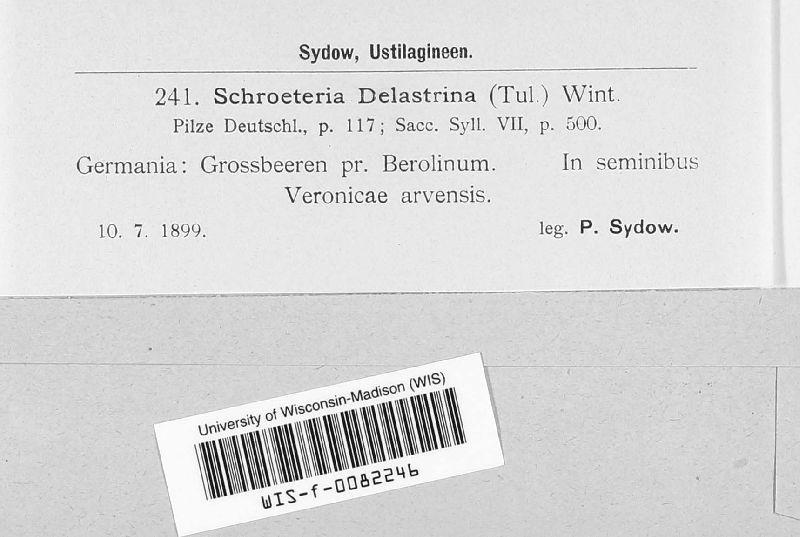 Sydow, Ustilagineen.
241. Schroeteria Delastrina (Tul.) Wint.
Pilze Deutschl., p. 117; Sacc. Syll. VII, p. 500.
Germania: Grossbeeren pr. Berolinum. In seminibus
Veronicae arvensis.
10. 7. 1899. leg. P. Sydow.
University of Wisconsin-Madison (WIS)
WIS-f-0082246